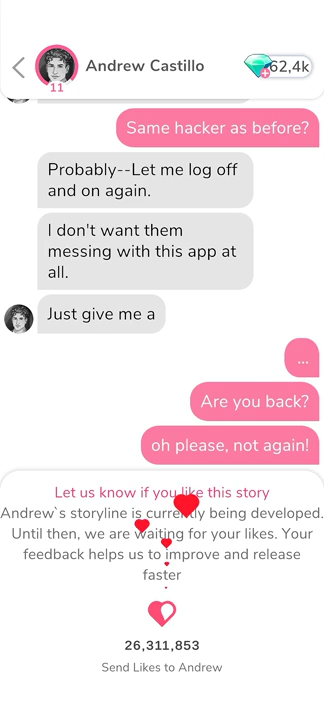 Andrew Castillo
62,4k
11
Same hacker as before?
Probably--Let me log off
and on again.
I don't want them
messing with this app at
all.
Just give me a
...
Are you back?
oh please, not again!
Let us know if you like this story
Andrew`s storyline is currently being developed.
Until then, we are waiting for your likes. Your
feedback helps us to improve and release
faster
26,311,853
Send Likes to Andrew